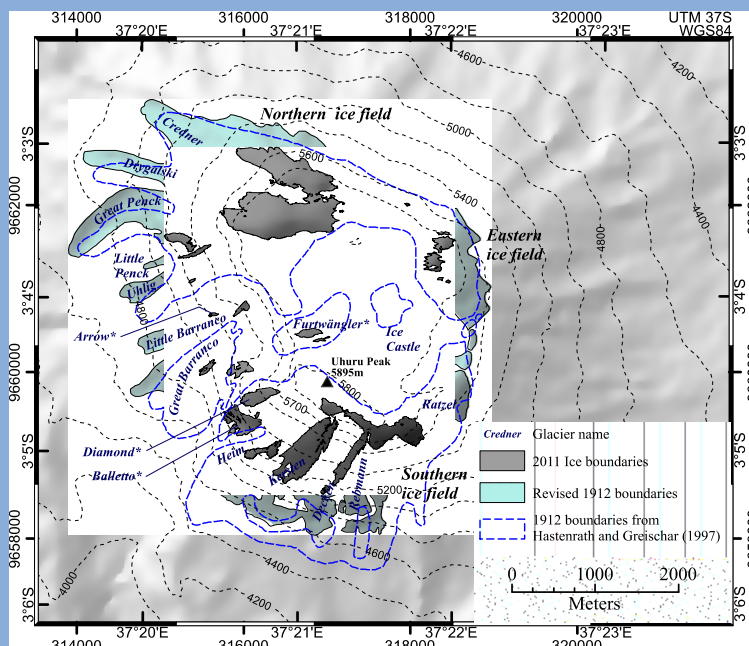 314000 316000 318000 320000 UTM 37S
37°20'E 37°21'E 37°22'E 37°23'E WGS84
4600
4200
Northern ice field
5000
Credner
3°3'S
3°3'S
5600
Drygalski
5400
Great Penck
9662000
4400
Eastern
ice field
4800
Little
Penck
Uhlig
3°4'S
3°4'S
4800
Arrow*
Little Barranco
Furtwängler*
Ice
Castle
Great Barranco
Uhuru Peak
5895m
9660000
5800
5700
Ratzel
Credner Glacier name
Diamond*
3°5'S
3°5'S
Heim
2011 Ice boundaries
Balletto*
Kersten
Southern
ice field
Rebmann
5200
Revised 1912 boundaries
1912 boundaries from
Hastenrath and Greischar (1997)
9658000
4600
4400
4000
4200
0 1000 2000
Meters
3°6'S
3°6'S
37°20'E 37°21'E 37°22'E 37°23'E
314000 316000 318000 320000